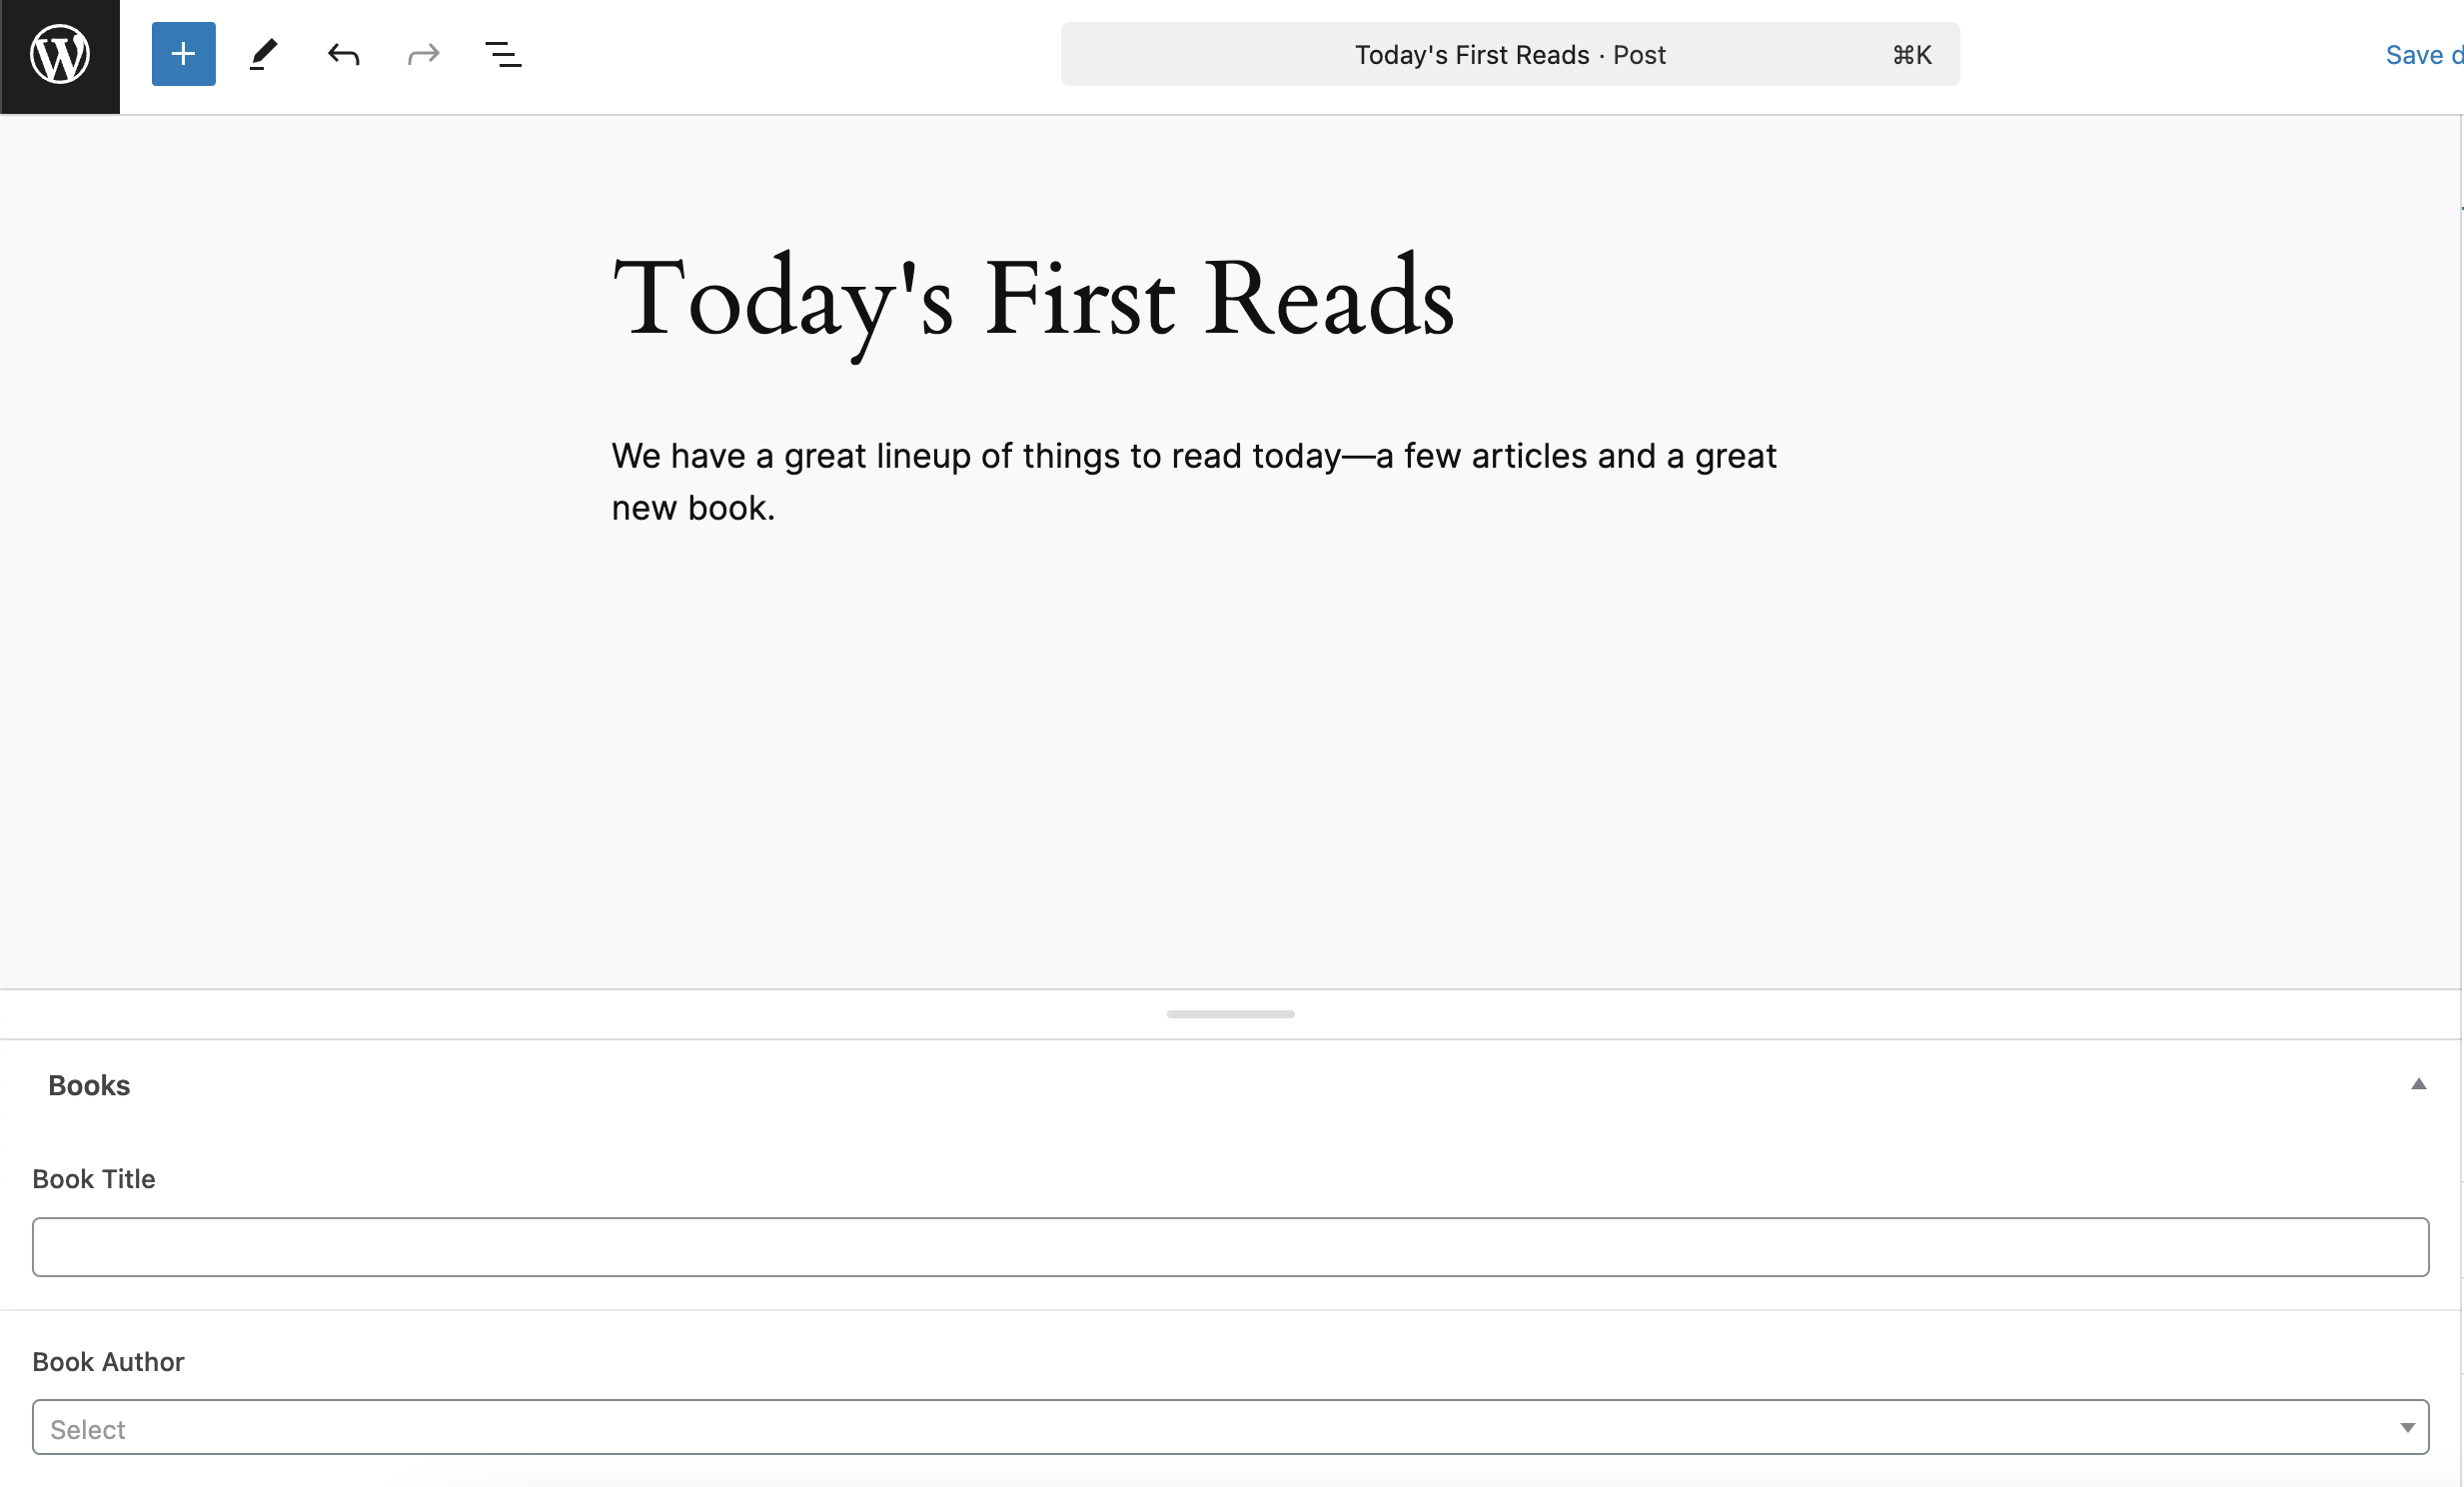 Today's First Reads · Post ⌘K
Save d
Today's First Reads
We have a great lineup of things to read today—a few articles and a great
new book.
Books
Book Title
Book Author
Select